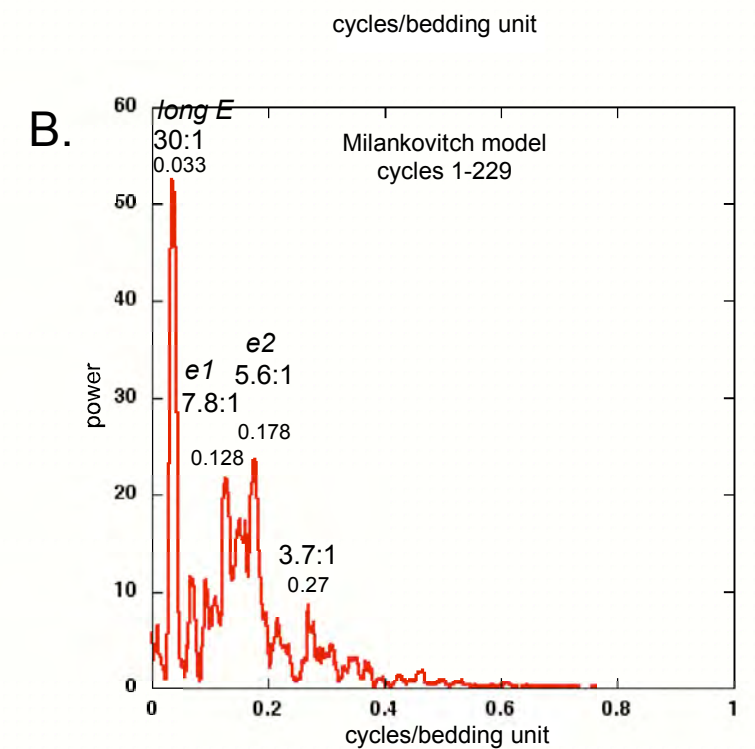 cycles/bedding unit
B.
60
long E
30:1
0.033
Milankovitch model
cycles 1-229
50
40
e2
e1
5.6:1
30
7.8:1
power
0.178
0.128
20
3.7:1
0.27
10
0
0
0.2
0.4
0.6
0.8
1
cycles/bedding unit